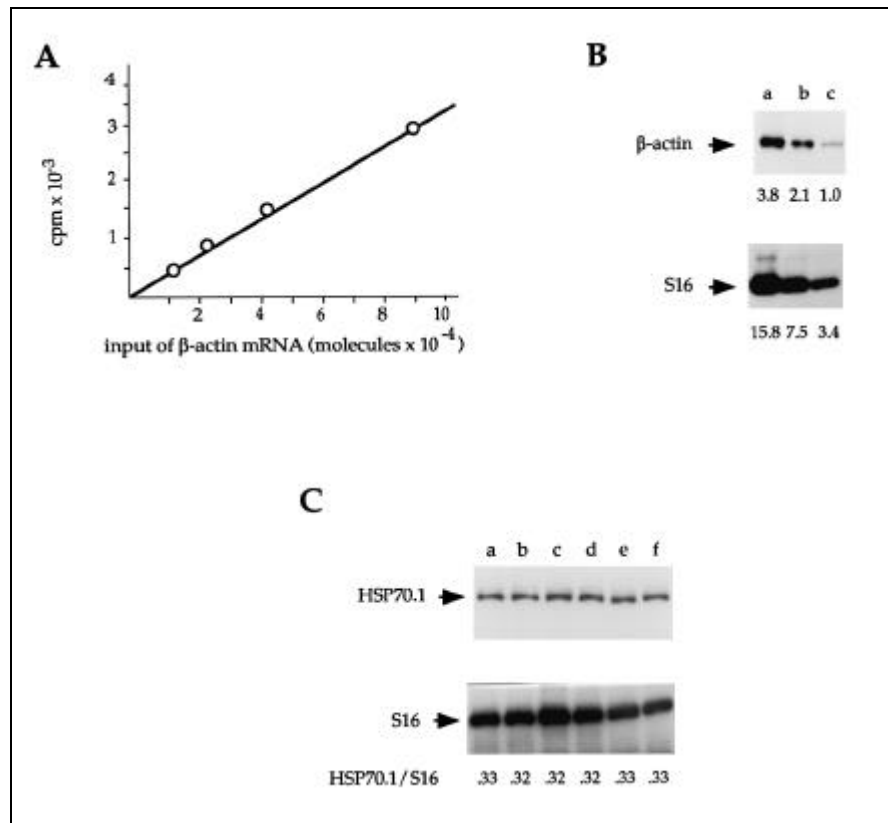 A
4
3
2
1
cpm x 10-3
2 4 6 8 10
input of β-actin mRNA (molecules x 10-4)
B
a b c
β-actin
3.8 2.1 1.0
S16
15.8 7.5 3.4
C
a b c d e f
HSP70.1
S16
HSP70.1/S16 .33 .32 .32 .32 .33 .33